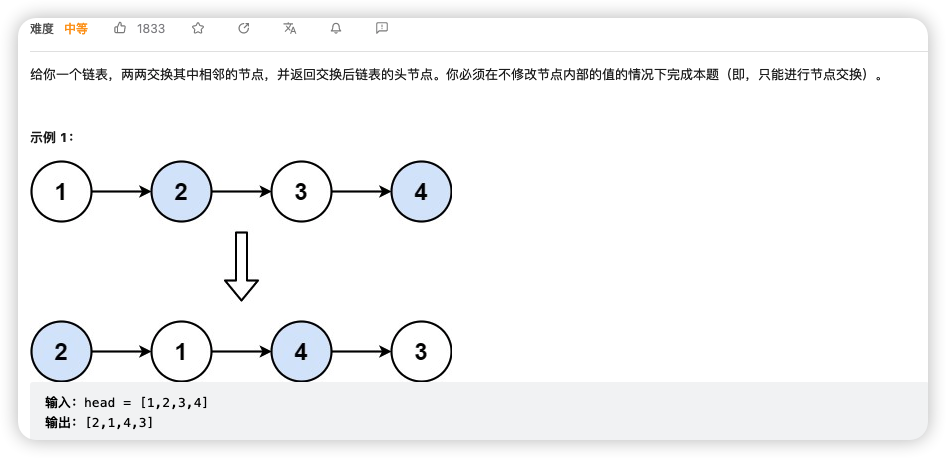 难度 中等 1833
给你一个链表，两两交换其中相邻的节点，并返回交换后链表的头节点。你必须在不修改节点内部的值的情况下完成本题（即，只能进行节点交换）。
示例 1：
1 2 3 4
2 1 4 3
输入：head = [1,2,3,4]
输出：[2,1,4,3]